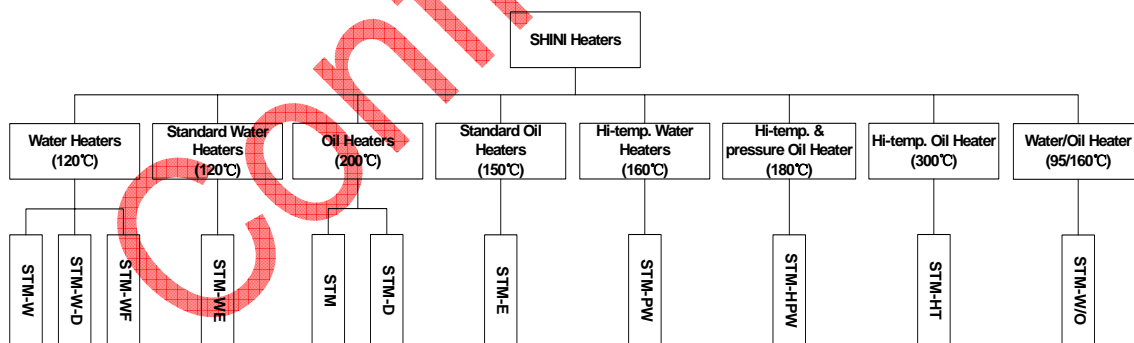 SHINI Heaters
Water Heaters
(120℃)
Standard Water
Heaters
(120℃)
Oil Heaters
(200℃)
Standard Oil
Heaters
(150℃)
Hi-temp. Water
Heaters
(160℃)
Hi-temp. &
pressure Oil Heater
(180℃)
Hi-temp. Oil Heater
(300℃)
Water/Oil Heater
(95/160℃)
STM-W
STM-W-D
STM-WF
STM-WE
STM
STM-D
STM-E
STM-PW
STM-HPW
STM-HT
STM-W/O